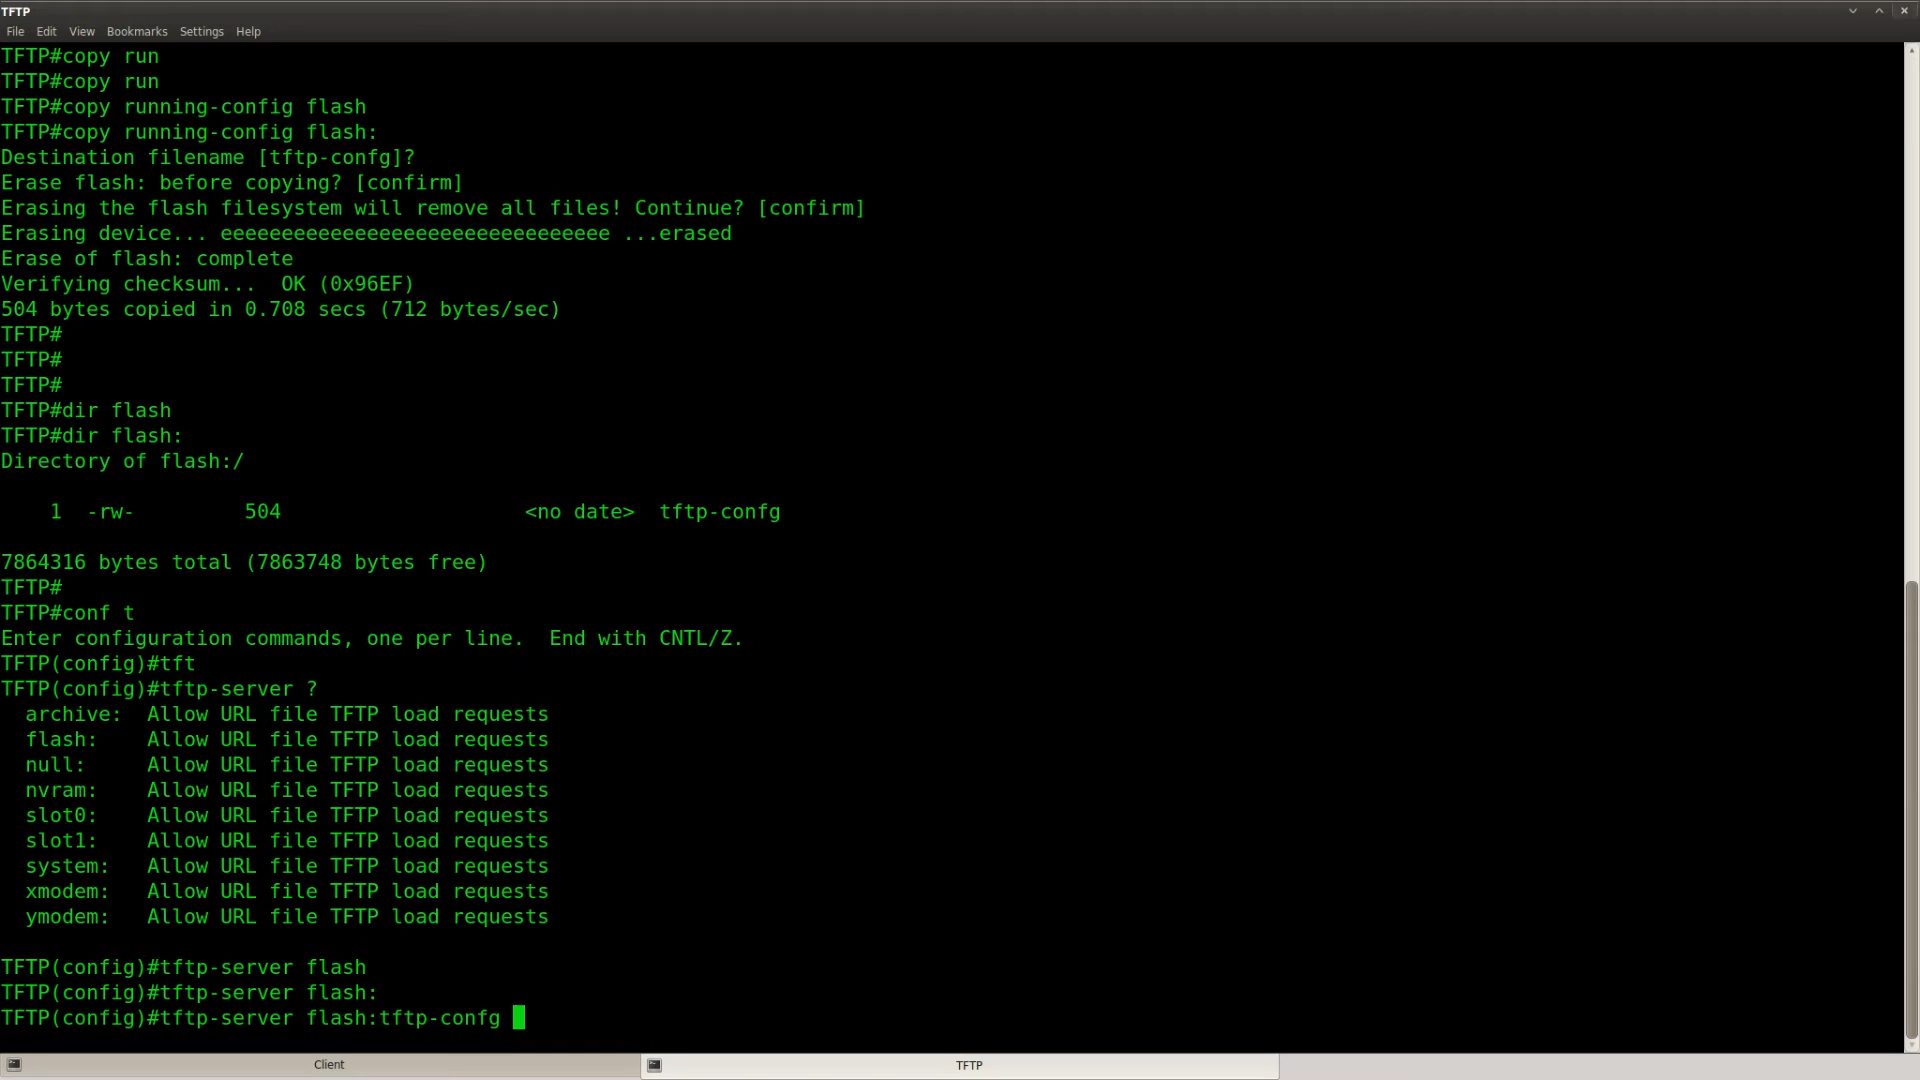 TFTP
File Edit View Bookmarks Settings Help
TFTP#copy run
TFTP#copy run
TFTP#copy running-config flash
TFTP#copy running-config flash:
Destination filename [tftp-confg]?
Erase flash: before copying? [confirm]
Erasing the flash filesystem will remove all files! Continue? [confirm]
Erasing device... eeeeeeeeeeeeeeeeeeeeeeeeeeeeeeee ...erased
Erase of flash: complete
Verifying checksum...  OK (0x96EF)
504 bytes copied in 0.708 secs (712 bytes/sec)
TFTP#
TFTP#
TFTP#
TFTP#dir flash
TFTP#dir flash:
Directory of flash:/
    1  -rw-         504                    <no date>  tftp-confg
7864316 bytes total (7863748 bytes free)
TFTP#
TFTP#conf t
Enter configuration commands, one per line.  End with CNTL/Z.
TFTP(config)#tft
TFTP(config)#tftp-server ?
  archive:  Allow URL file TFTP load requests
  flash:    Allow URL file TFTP load requests
  null:     Allow URL file TFTP load requests
  nvram:    Allow URL file TFTP load requests
  slot0:    Allow URL file TFTP load requests
  slot1:    Allow URL file TFTP load requests
  system:   Allow URL file TFTP load requests
  xmodem:   Allow URL file TFTP load requests
  ymodem:   Allow URL file TFTP load requests
TFTP(config)#tftp-server flash
TFTP(config)#tftp-server flash:
TFTP(config)#tftp-server flash:tftp-confg
Client TFTP